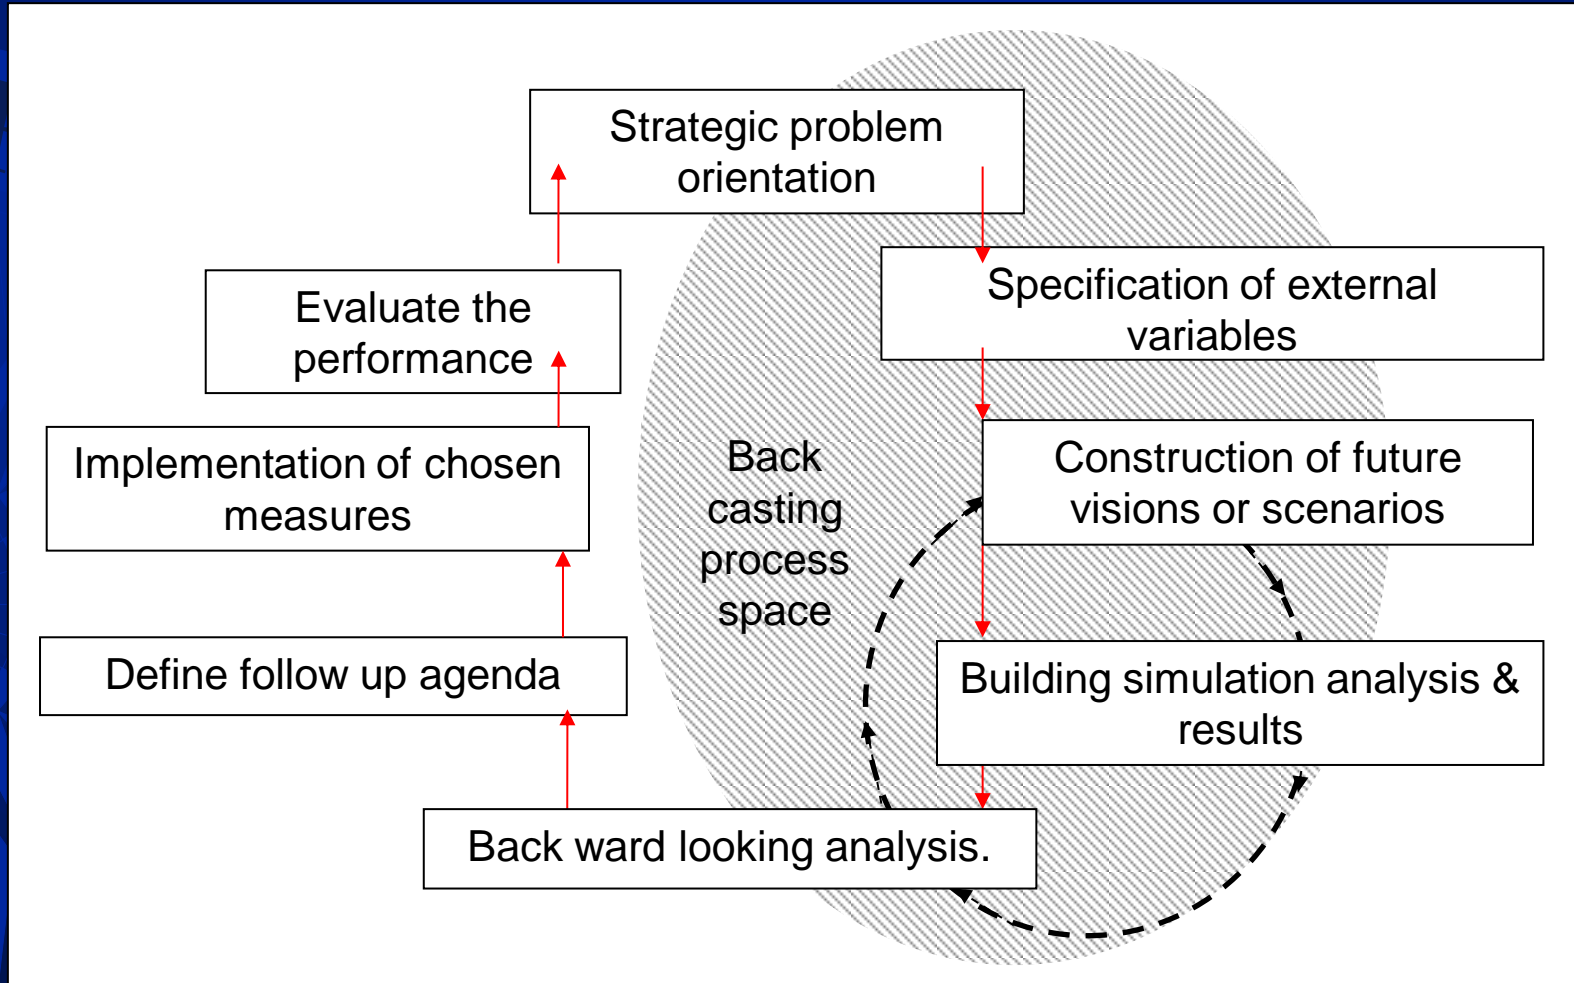 Strategic problem
orientation
Specification of external
variables
Evaluate the
performance
Construction of future
visions or scenarios
Implementation of chosen
measures
Back
casting
process
space
Building simulation analysis &
results
Define follow up agenda
Back ward looking analysis.